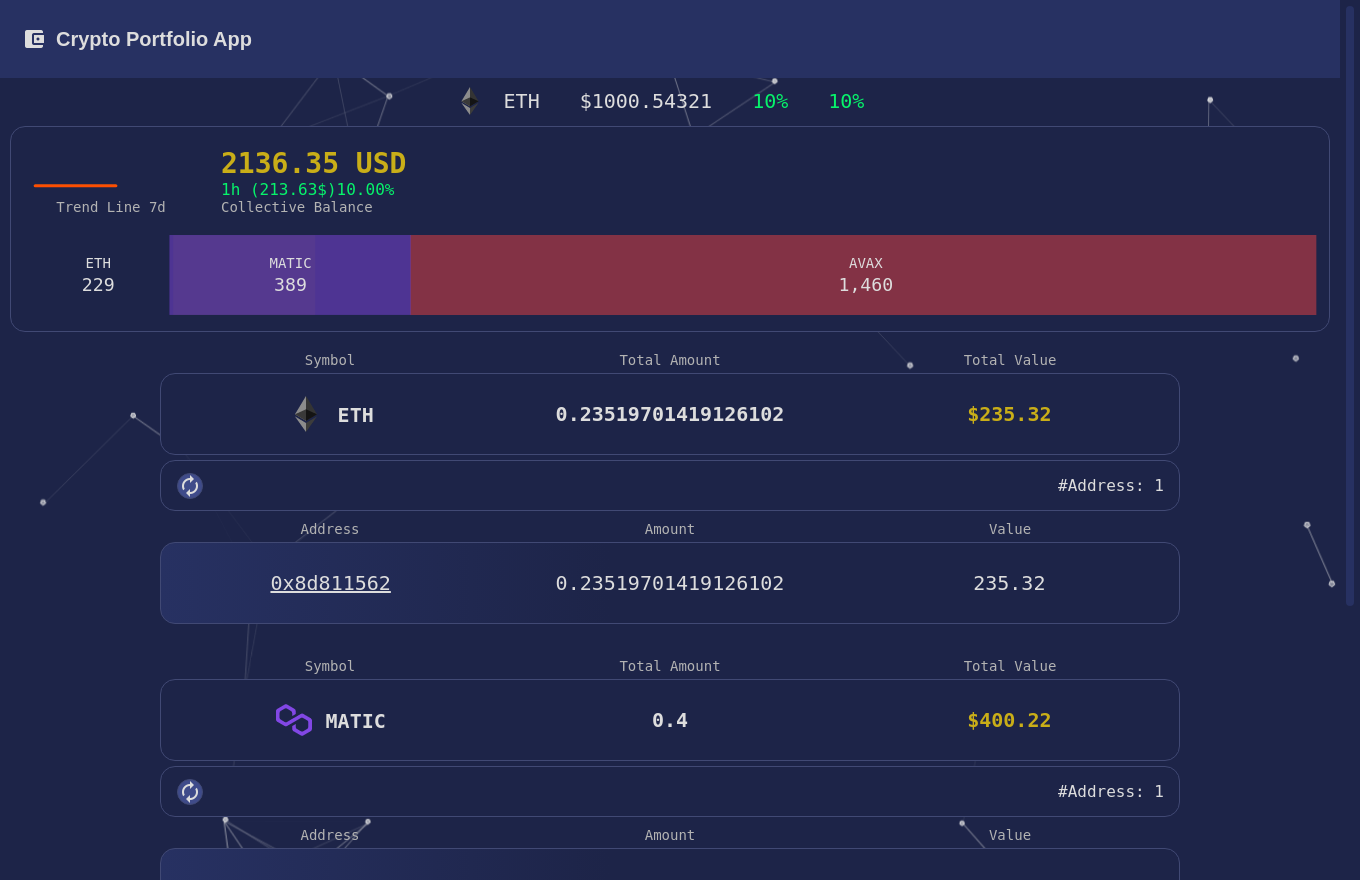 Crypto Portfolio App
ETH $1000.54321 10% 10%
2136.35 USD
1h (213.63$)10.00%
Trend Line 7d Collective Balance
ETH MATIC AVAX
229 389 1,460
Symbol Total Amount Total Value
ETH 0.23519701419126102 $235.32
#Address: 1
Address Amount Value
0x8d811562 0.23519701419126102 235.32
Symbol Total Amount Total Value
MATIC 0.4 $400.22
#Address: 1
Address Amount Value